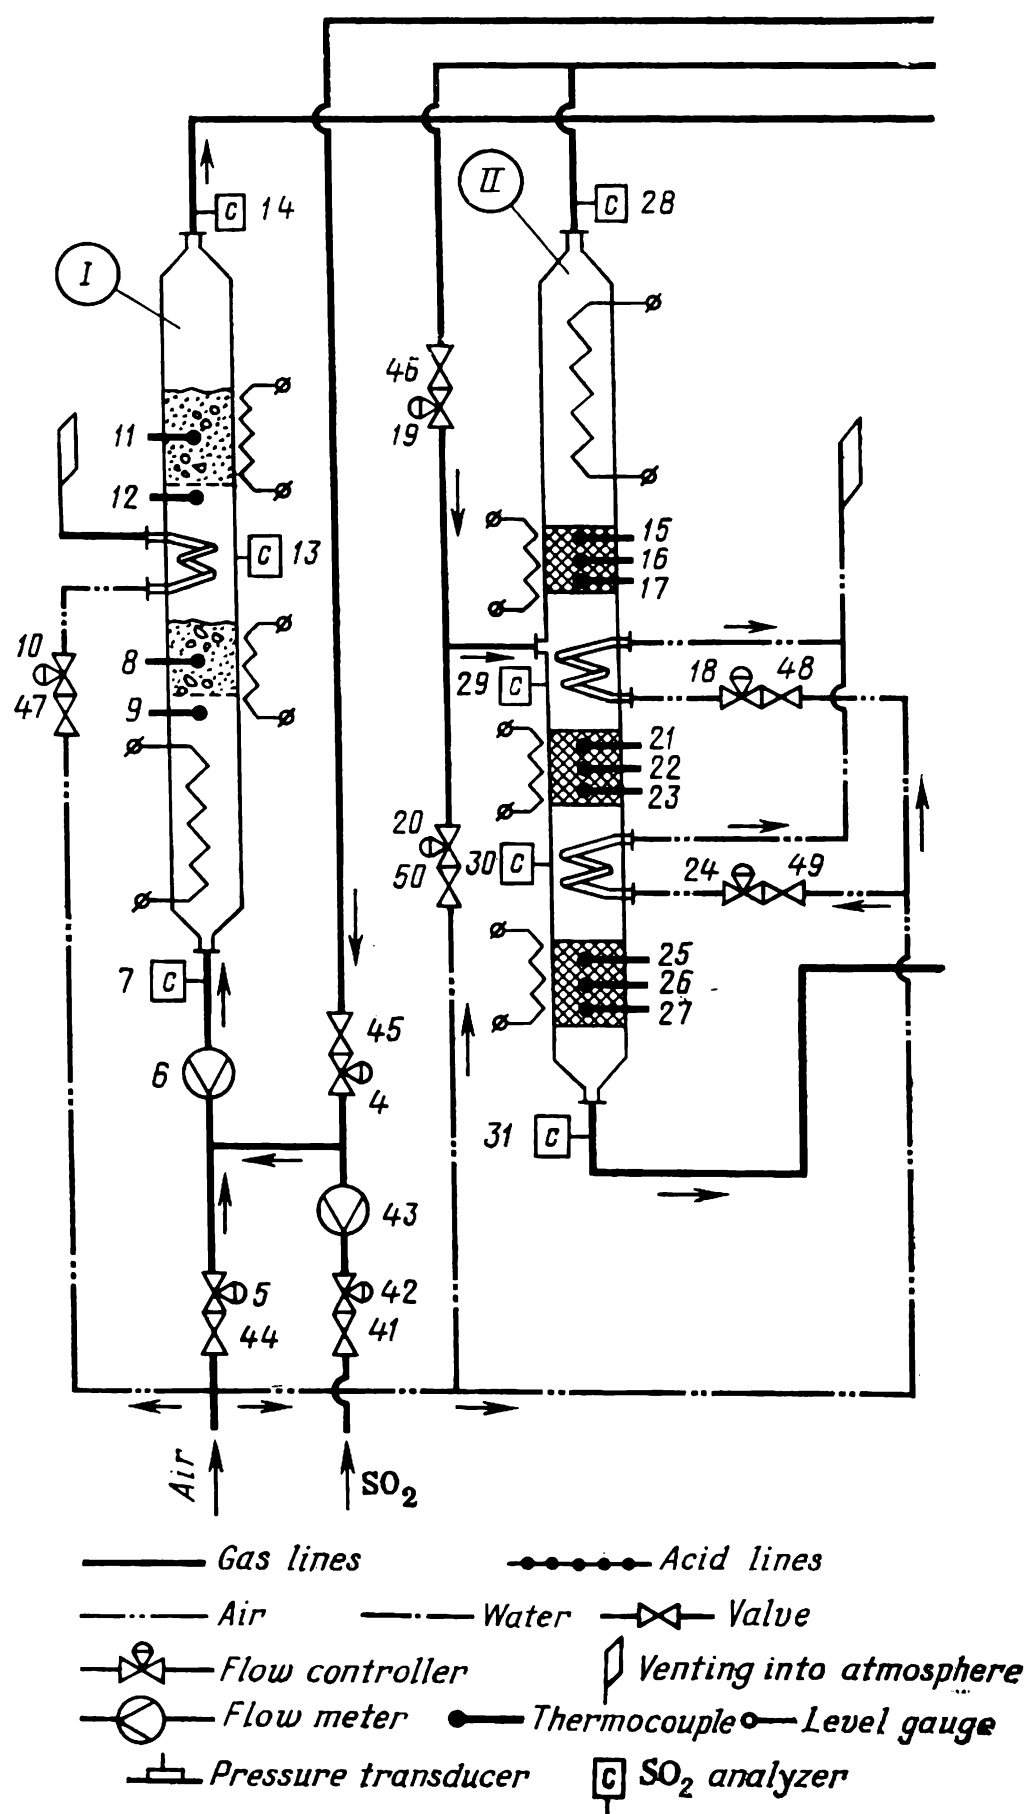 II
C 14
C 28
I
46
19
11
12
C 13
15
16
17
10
47
8
9
29 C
18 48
21
22
23
20
50
30 C
24 49
25
26
27
7 C
6
45
4
31 C
43
5
44
42
41
Air
SO2
Gas lines
Acid lines
Air
Water
Valve
Flow controller
Venting into atmosphere
Flow meter
Thermocouple
Level gauge
Pressure transducer
C SO2 analyzer